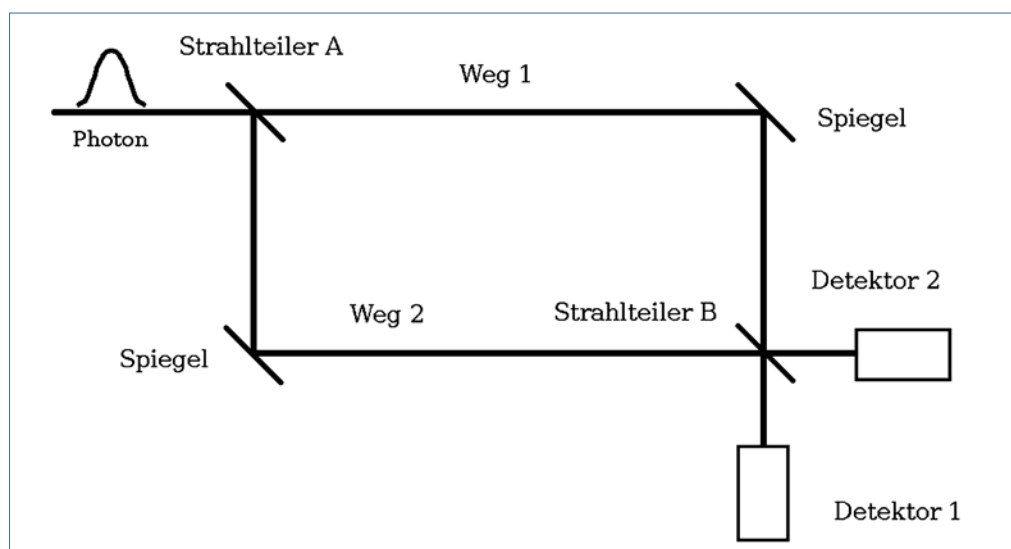 Strahlteiler A
Weg 1
Spiegel
Photon
Detektor 2
Weg 2
Strahlteiler B
Spiegel
Detektor 1